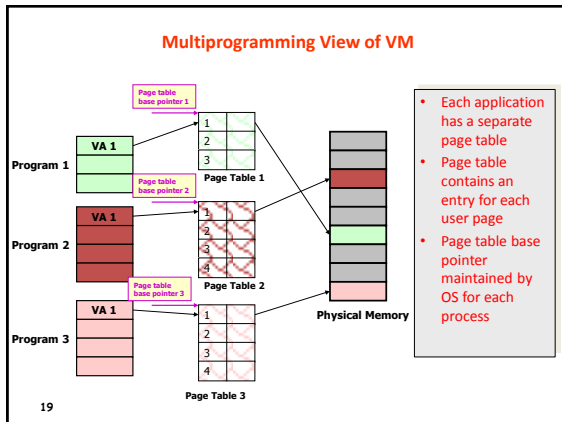 Multiprogramming View of VM
Page table
base pointer 1
VA 1
Program 1
1
2
3
Page Table 1
Page table
base pointer 2
VA 1
Program 2
1
2
3
4
Page Table 2
Page table
base pointer 3
VA 1
Program 3
1
2
3
4
Page Table 3
Physical Memory
• Each application
has a separate
page table
• Page table
contains an
entry for each
user page
• Page table base
pointer
maintained by
OS for each
process
19